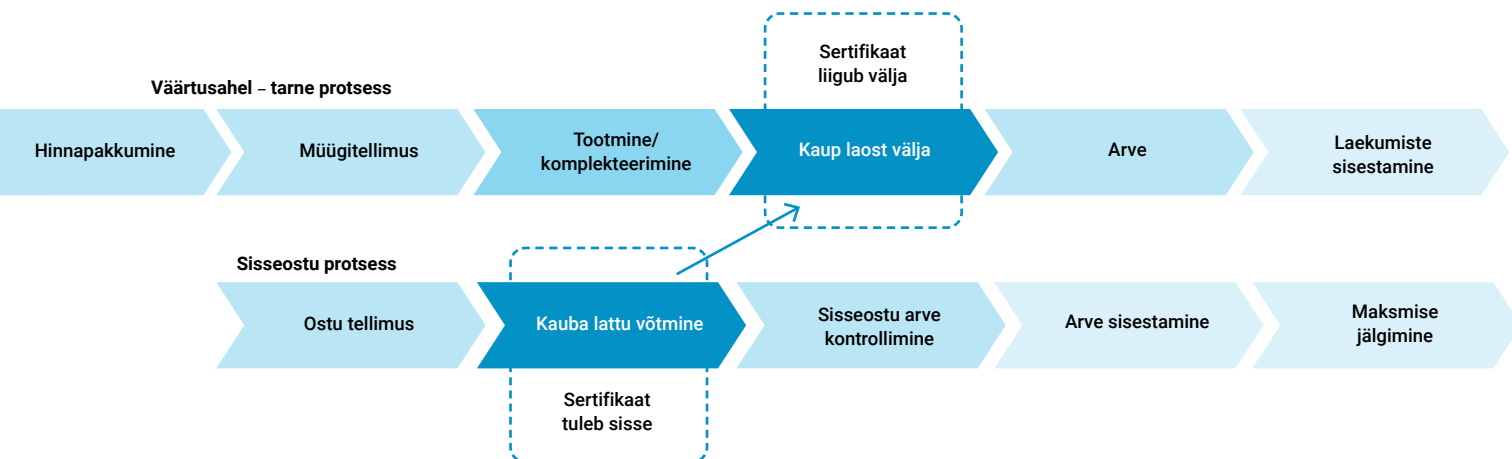 Sertifikaat
liigub välja
Väärtusahel – tarne protsess
Hinnapakkumine
Müügitellimus
Tootmine/
komplekteerimine
Kaup laost välja
Arve
Laekumiste
sisestamine
Sisseostu protsess
Ostu tellimus
Kauba lattu võtmine
Sisseostu arve
kontrollimine
Arve sisestamine
Maksmise
jälgimine
Sertifikaat
tuleb sisse